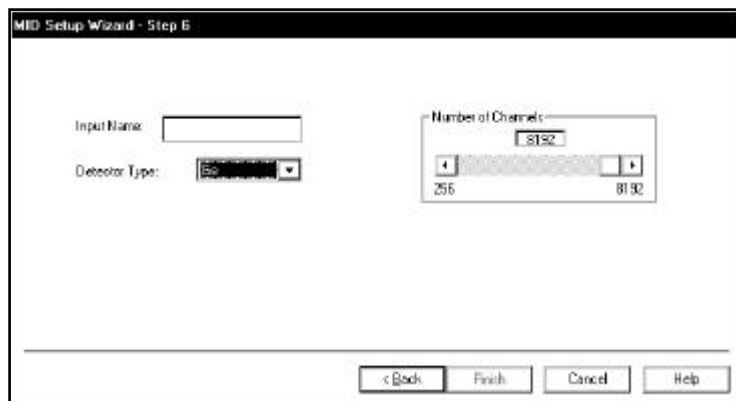 MID Setup Wizard - Step 6
Input Name:
Detector Type: Ge
Number of Channels
8192
256 8192
< Back Finish Cancel Help